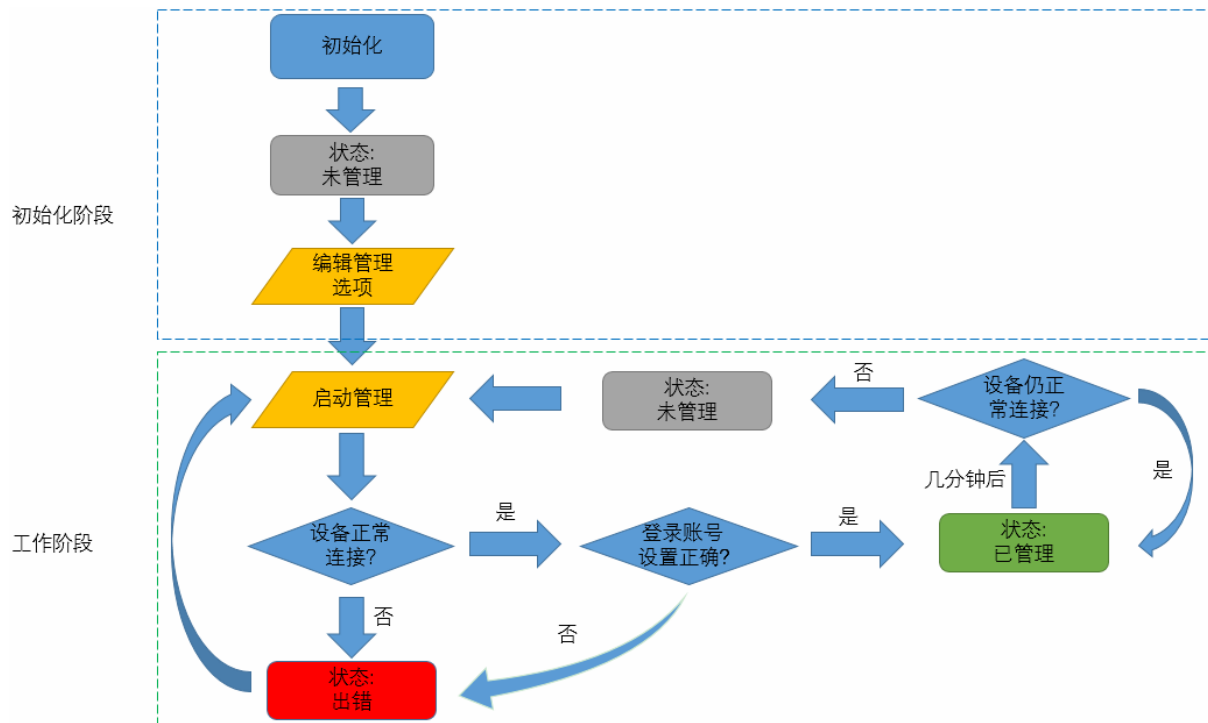 初始化
状态:
未管理
初始化阶段
编辑管理
选项
启动管理
状态:
未管理
否
设备仍正
常连接?
是
几分钟后
工作阶段
设备正常
连接?
是
登录账号
设置正确?
是
状态:
已管理
否
否
状态:
出错